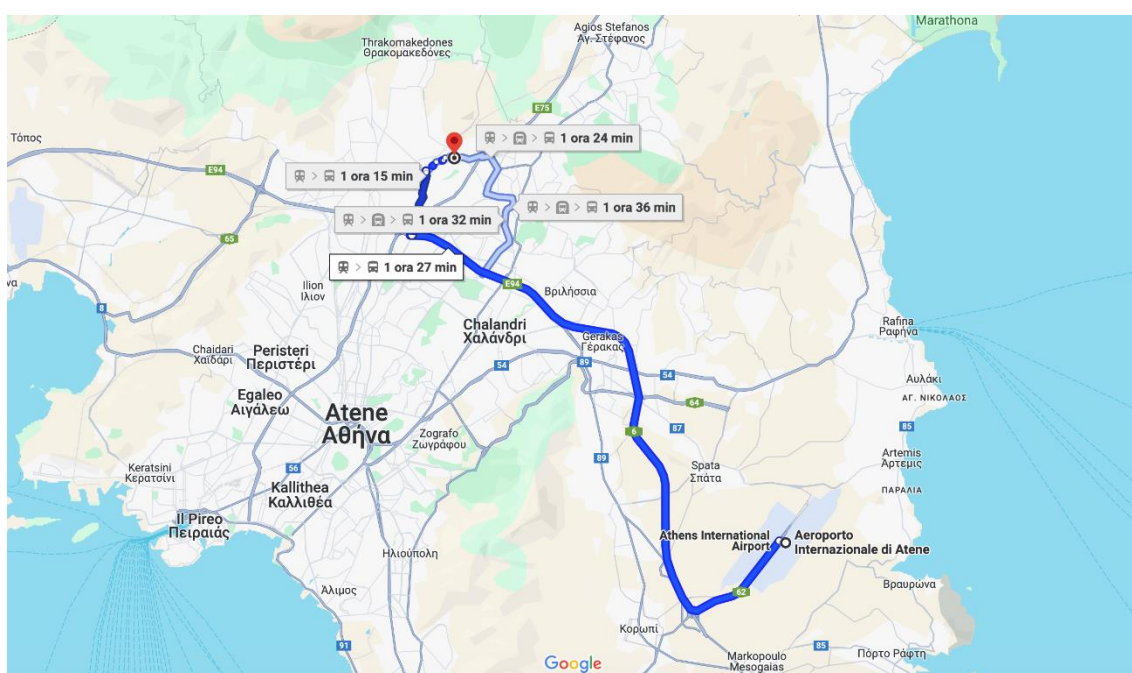 Marathona
Agios Stefanos
Αγ. Στέφανος
Thrakomakedones
Θρακομακεδόνες
E75
Τόπος
1 ora 24 min
E94
1 ora 15 min
1 ora 36 min
1 ora 32 min
65
1 ora 27 min
Ilion
Ίλιον
E94
Βριλήσσια
8
Chalandri
Χαλάνδρι
Gerakas
Γέρακας
Rafina
Ραφήνα
Chaidari
Χαϊδάρι
Peristeri
Περιστέρι
54
89
54
Αυλάκι
ΑΓ. ΝΙΚΟΛΑΟΣ
Egaleo
Αιγάλεω
64
Atene
Αθήνα
Zografo
Ζωγράφου
6
87
85
Keratsini
Κερατσίνι
56
89
Spata
Σπάτα
Artemis
Άρτεμις
Kallithea
Καλλιθέα
ΠΑΡΑΛΙΑ
Il Pireo
Πειραιάς
Ηλιούπολη
Athens International
Airport
Aeroporto
Internazionale di Atene
Άλιμος
62
Βραυρώνα
Κορωπί
91
85
Πόρτο Ράφτη
Markopoulo
Mesogaias
Google